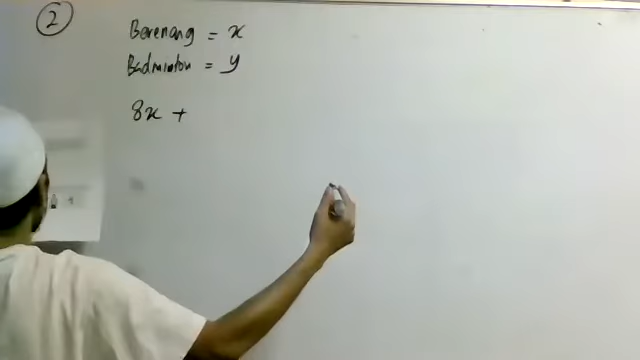 2
Berenang = x
Badminton = y
8x +